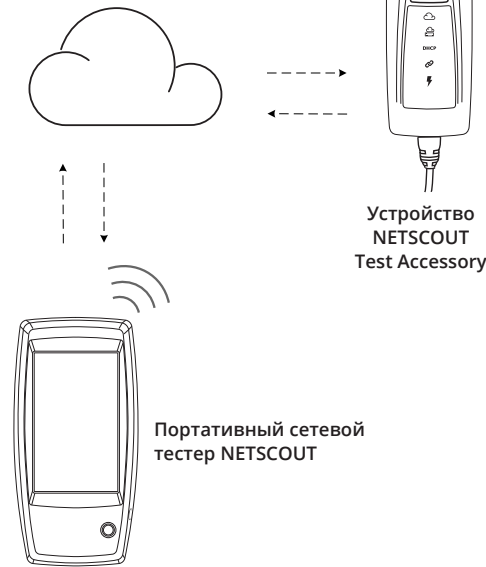 DHCP
Устройство
NETSCOUT
Test Accessory
Портативный сетевой
тестер NETSCOUT